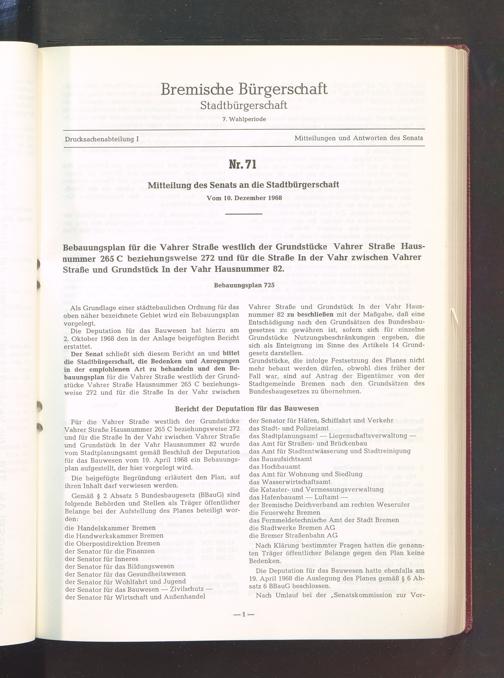 Bremische Bürgerschaft
Stadtbürgerschaft
7. Wahlperiode
Drucksachenabteilung I
Mitteilungen und Antworten des Senats
Nr. 71
Mitteilung des Senats an die Stadtbürgerschaft
Vom 10. Dezember 1968
Bebauungsplan für die Vahrer Straße westlich der Grundstücke Vahrer Straße Haus-
nummer 265 C beziehungsweise 272 und für die Straße In der Vahr zwischen Vahrer
Straße und Grundstück In der Vahr Hausnummer 82.
Bebauungsplan 725
Als Grundlage einer städtebaulichen Ordnung für das
oben näher bezeichnete Gebiet wird ein Bebauungsplan
vorgelegt.
Die Deputation für das Bauwesen hat hierzu am
2. Oktober 1968 den in der Anlage beigefügten Bericht
erstattet.
Der Senat schließt sich diesem Bericht an und bittet
die Stadtbürgerschaft, die Bedenken und Anregungen
in der empfohlenen Art zu behandeln und den Be-
bauungsplan für die Vahrer Straße westlich der Grund-
stücke Vahrer Straße Hausnummer 265 C beziehungs-
weise 272 und für die Straße In der Vahr zwischen
Vahrer Straße und Grundstück In der Vahr Haus-
nummer 82 zu beschließen mit der Maßgabe, daß eine
Entschädigung nach den Grundsätzen des Bundesbau-
gesetzes zu gewähren ist, sofern sich für einzelne
Grundstücke Nutzungsbeschränkungen ergeben, die
sich als Enteignung im Sinne des Artikels 14 Grund-
gesetz darstellen.
Grundstücke, die infolge Festsetzung des Planes nicht
mehr bebaut werden dürfen, obwohl dies früher der
Fall war, sind auf Antrag der Eigentümer von der
Stadtgemeinde Bremen nach den Grundsätzen des
Bundesbaugesetzes zu übernehmen.
Bericht der Deputation für das Bauwesen
Für die Vahrer Straße westlich der Grundstücke
Vahrer Straße Hausnummer 265 C beziehungsweise 272
und für die Straße In der Vahr zwischen Vahrer Straße
und Grundstück In der Vahr Hausnummer 82 wurde
vom Stadtplanungsamt gemäß Beschluß der Deputation
für das Bauwesen vom 19. April 1968 ein Bebauungs-
plan aufgestellt, der hier vorgelegt wird.
Die beigefügte Begründung erläutert den Plan, auf
ihren Inhalt darf verwiesen werden.
Gemäß § 2 Absatz 5 Bundesbaugesetz (BBauG) sind
folgende Behörden und Stellen als Träger öffentlicher
Belange bei der Aufstellung des Planes beteiligt wor-
den:
die Handelskammer Bremen
die Handwerkskammer Bremen
die Oberpostdirektion Bremen
der Senator für die Finanzen
der Senator für Inneres
der Senator für das Bildungswesen
der Senator für das Gesundheitswesen
der Senator für Wohlfahrt und Jugend
der Senator für das Bauwesen — Zivilschutz —
der Senator für Wirtschaft und Außenhandel
der Senator für Häfen, Schiffahrt und Verkehr
das Stadt- und Polizeiamt
das Stadtplanungsamt — Liegenschaftsverwaltung —
das Amt für Straßen- und Brückenbau
das Amt für Stadtentwässerung und Stadtreinigung
das Bauaufsichtsamt
das Hochbauamt
das Amt für Wohnung und Siedlung
das Wasserwirtschaftsamt
die Kataster- und Vermessungsverwaltung
das Hafenbauamt — Luftamt —
der Bremische Deichverband am rechten Weserufer
die Feuerwehr Bremen
das Fernmeldetechnische Amt der Stadt Bremen
die Stadtwerke Bremen AG
die Bremer Straßenbahn AG
Nach Klärung bestimmter Fragen hatten die genann-
ten Träger öffentlicher Belange gegen den Plan keine
Bedenken.
Die Deputation für das Bauwesen hatte ebenfalls am
19. April 1968 die Auslegung des Planes gemäß § 6 Ab-
satz 6 BBauG beschlossen.
Nach Umlauf bei der „Senatskommission zur Vor-
— 1 —